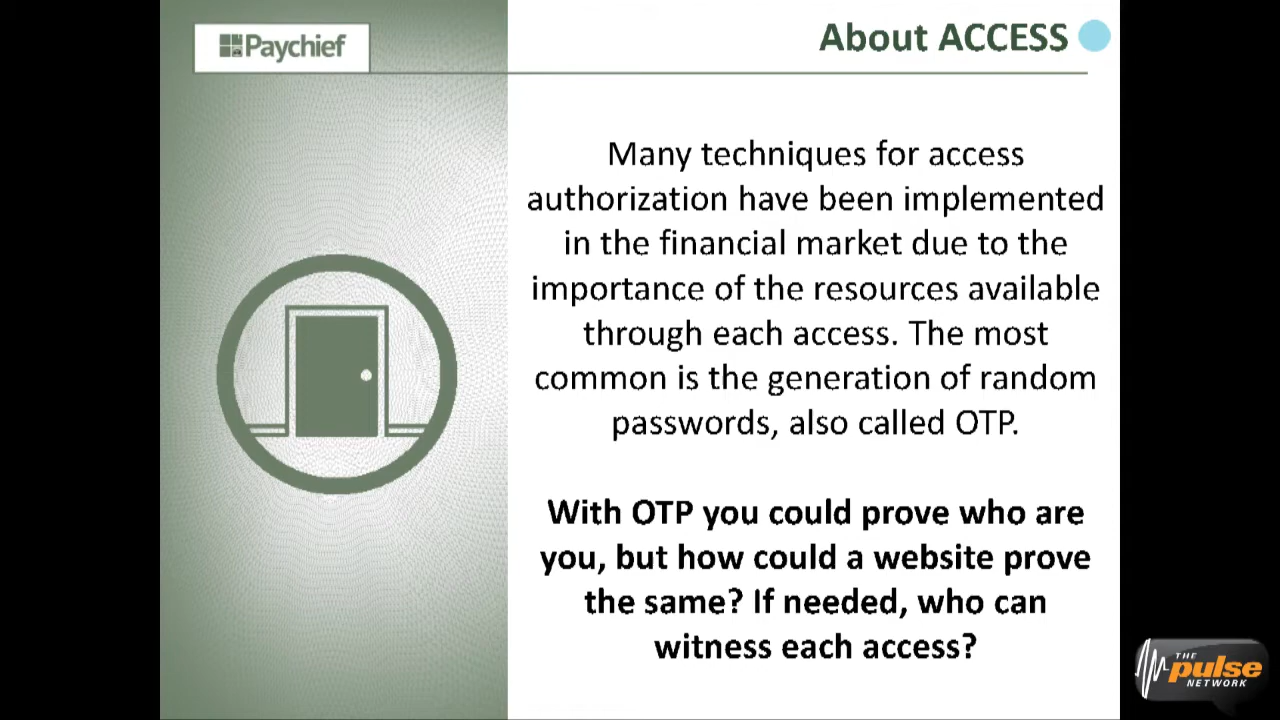 Paychief
About ACCESS
Many techniques for access
authorization have been implemented
in the financial market due to the
importance of the resources available
through each access. The most
common is the generation of random
passwords, also called OTP.
With OTP you could prove who are
you, but how could a website prove
the same? If needed, who can
witness each access?
THE
pulse
NETWORK